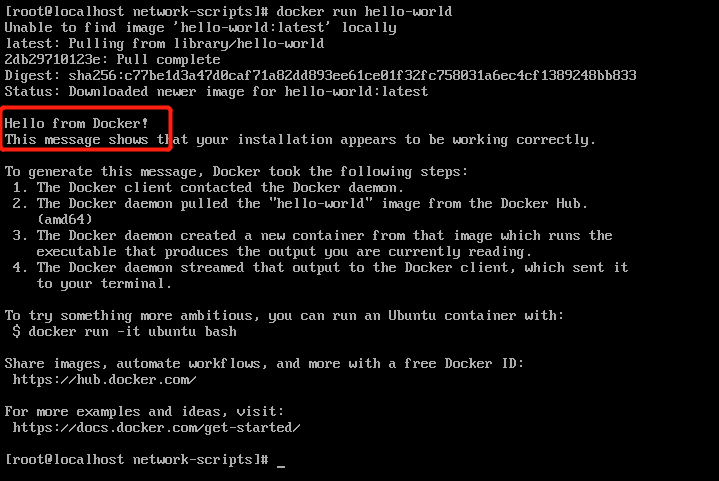 [root@localhost network-scripts]# docker run hello-world
Unable to find image 'hello-world:latest' locally
latest: Pulling from library/hello-world
2db29710123e: Pull complete
Digest: sha256:c77be1d3a47d0caf71a82dd893ee61ce01f32fc758031a6ec4cf1389248bb833
Status: Downloaded newer image for hello-world:latest
Hello from Docker!
This message shows that your installation appears to be working correctly.
To generate this message, Docker took the following steps:
1. The Docker client contacted the Docker daemon.
2. The Docker daemon pulled the "hello-world" image from the Docker Hub.
(amd64)
3. The Docker daemon created a new container from that image which runs the
executable that produces the output you are currently reading.
4. The Docker daemon streamed that output to the Docker client, which sent it
to your terminal.
To try something more ambitious, you can run an Ubuntu container with:
$ docker run -it ubuntu bash
Share images, automate workflows, and more with a free Docker ID:
https://hub.docker.com/
For more examples and ideas, visit:
https://docs.docker.com/get-started/
[root@localhost network-scripts]# _